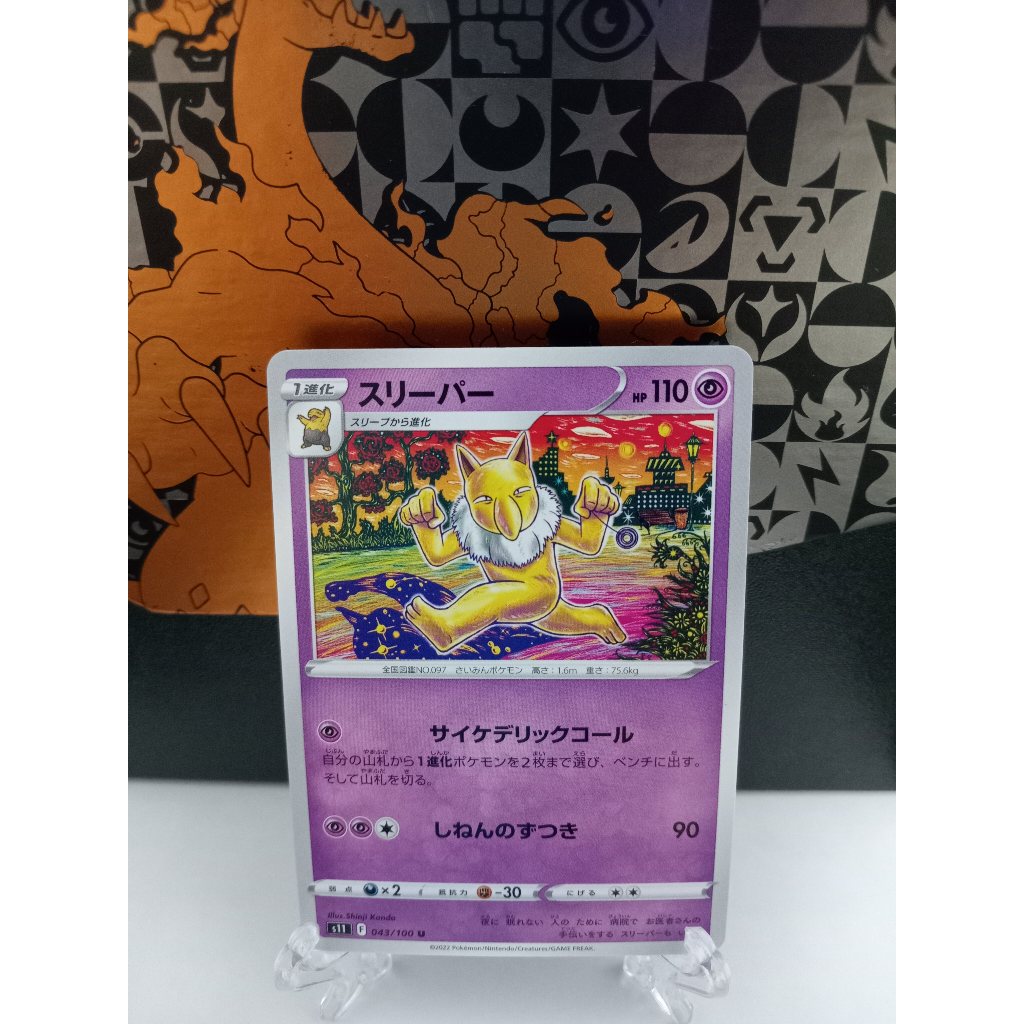 1進化 スリーパー HP 110
スリープから進化
全国図鑑NO.097 さいみんポケモン 高さ：1.6m 重さ：75.6kg
サイケデリックコール
自分の山札から1進化ポケモンを2枚まで選び、ベンチに出す。
そして山札を切る。
しねんのずつき 90
弱点 ×2 抵抗力 -30 にげる
Illus. Shinji Kanda
s11 F 043/100 U
夜に 眠れない 人の ために 病院で お医者さんの
手伝いをする スリーパーも い
©2022 Pokémon/Nintendo/Creatures/GAME FREAK